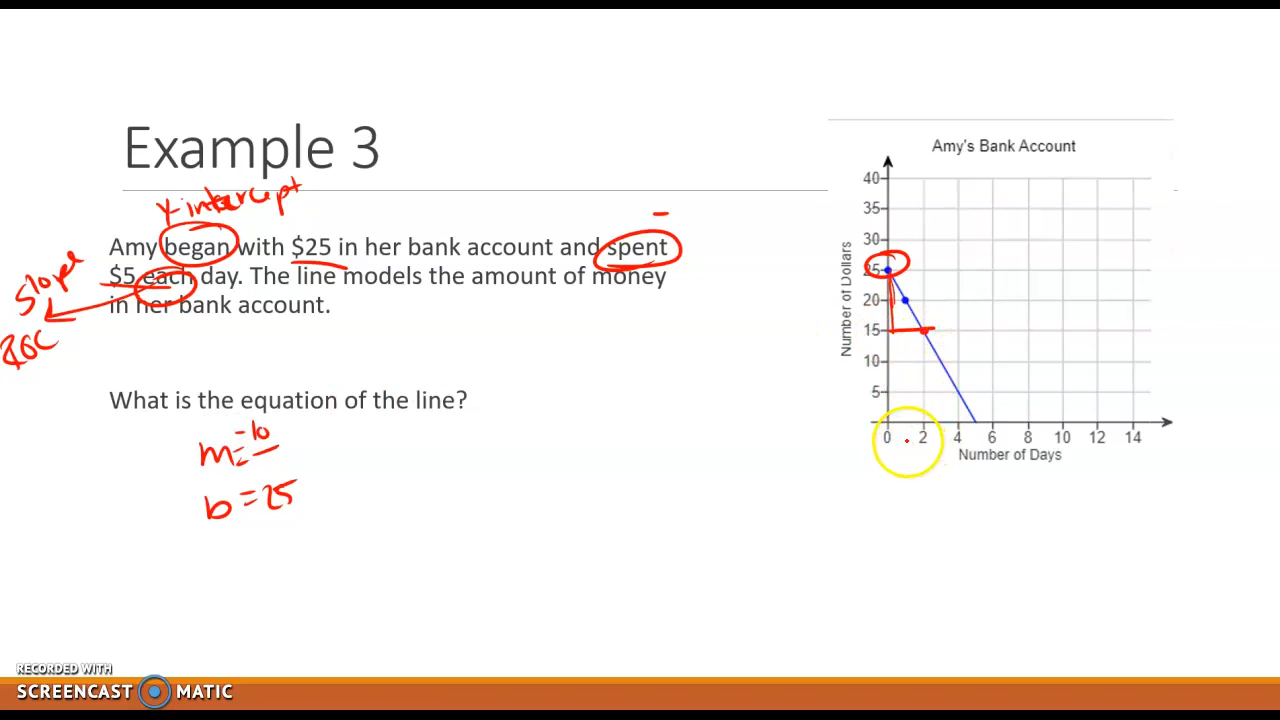 Example 3
Y-intercept
-
Amy began with $25 in her bank account and spent
$5 each day. The line models the amount of money
in her bank account.
Slope
ROC
What is the equation of the line?
m= -10
b = 25
Amy's Bank Account
40
35
30
25
20
15
10
5
0 2 4 6 8 10 12 14
Number of Dollars
Number of Days
RECORDED WITH
SCREENCAST MATIC